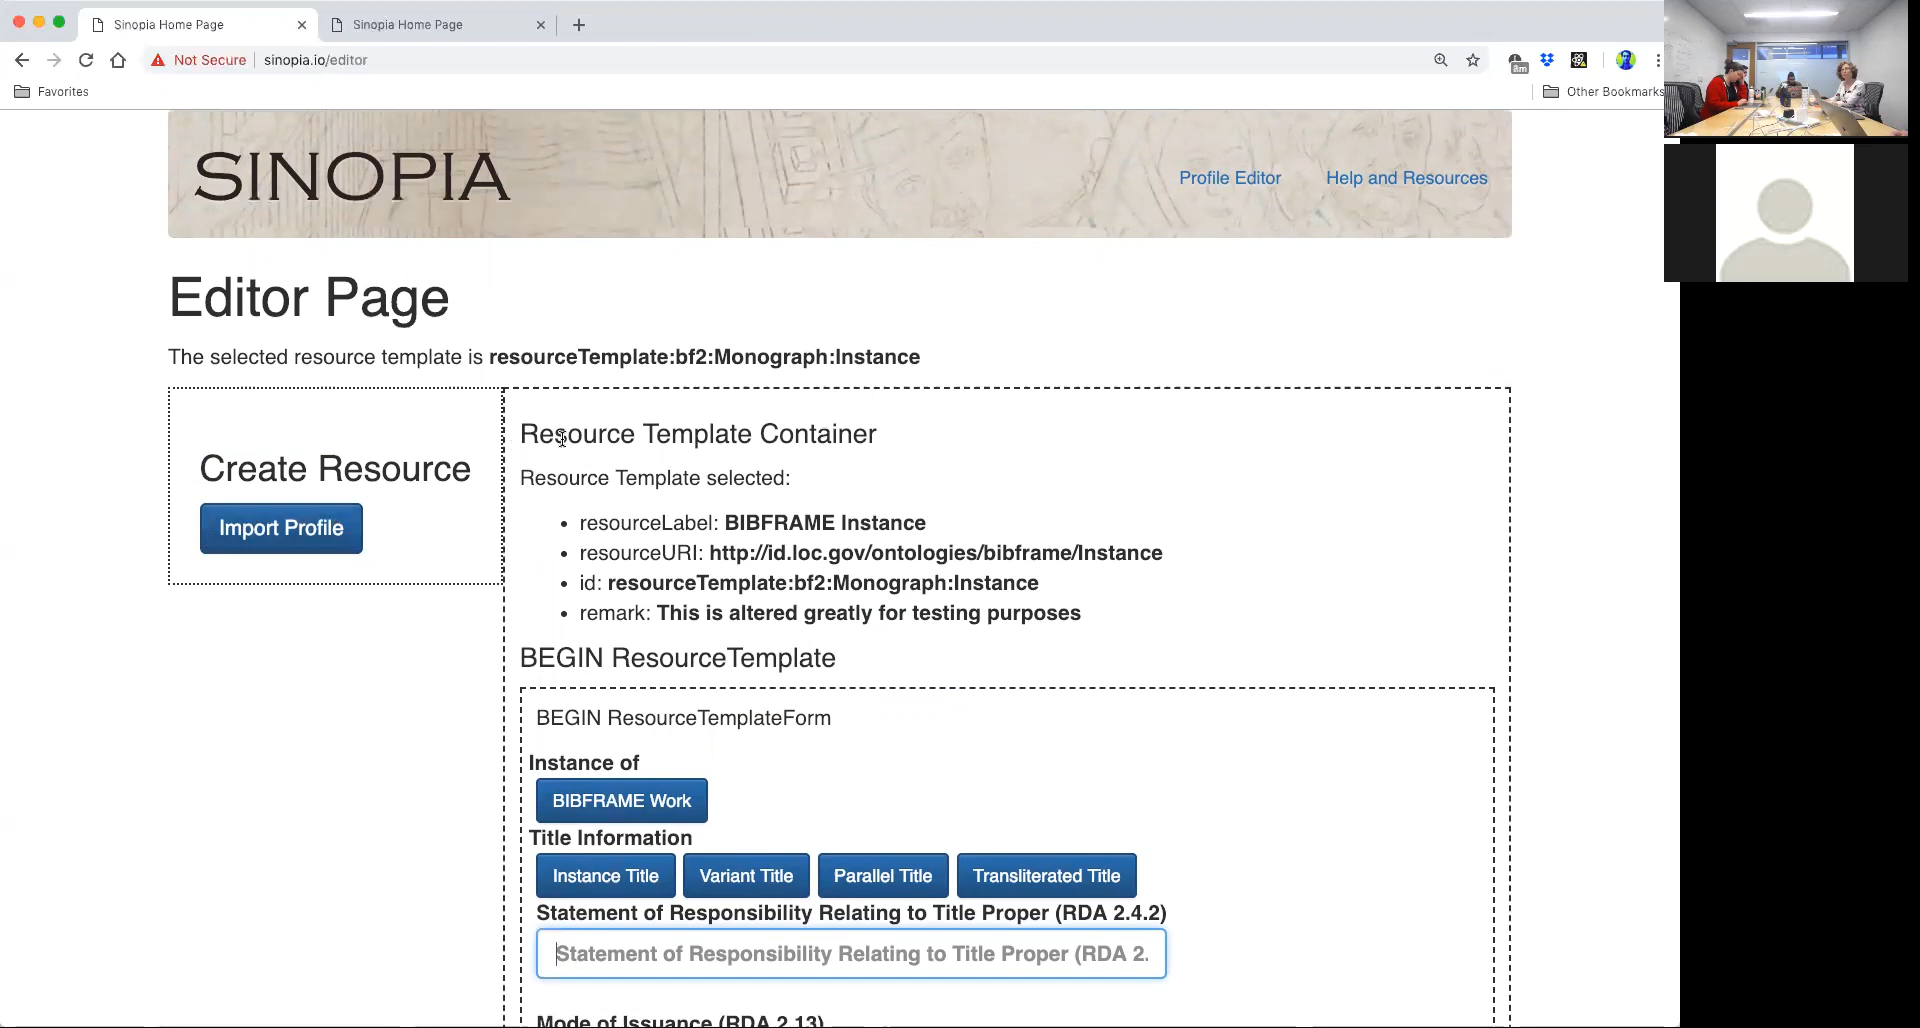 Sinopia Home Page
Sinopia Home Page
Not Secure
sinopia.io/editor
Favorites
Other Bookmarks
SINOPIA
Profile Editor
Help and Resources
Editor Page
The selected resource template is resourceTemplate:bf2:Monograph:Instance
Create Resource
Import Profile
Resource Template Container
Resource Template selected:
resourceLabel: BIBFRAME Instance
resourceURI: http://id.loc.gov/ontologies/bibframe/Instance
id: resourceTemplate:bf2:Monograph:Instance
remark: This is altered greatly for testing purposes
BEGIN ResourceTemplate
BEGIN ResourceTemplateForm
Instance of
BIBFRAME Work
Title Information
Instance Title
Variant Title
Parallel Title
Transliterated Title
Statement of Responsibility Relating to Title Proper (RDA 2.4.2)
Statement of Responsibility Relating to Title Proper (RDA 2.
Mode of Issuance (RDA 2.13)